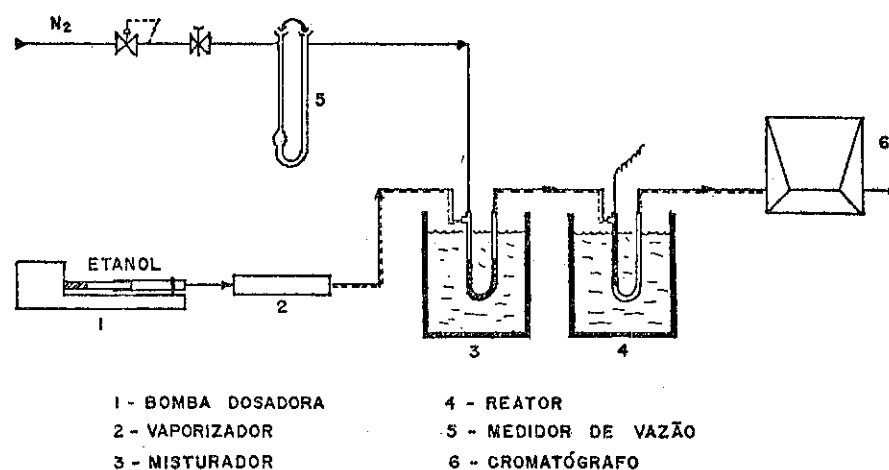 N₂
5
6
ETANOL
1
2
3
4
1 - BOMBA DOSADORA
2 - VAPORIZADOR
3 - MISTURADOR
4 - REATOR
5 - MEDIDOR DE VAZÃO
6 - CROMATÓGRAFO